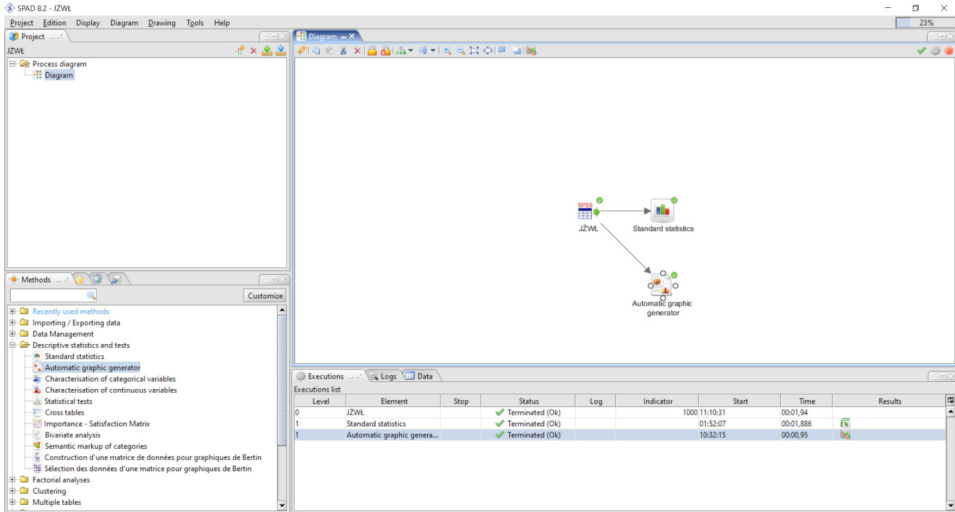 SPAD 8.2 - JŻWŁ
Project Edition Display Diagram Drawing Tools Help
23%
Project
JŻWŁ
Process diagram
Diagram
Diagram
SPSS
JŻWŁ
Standard statistics
Automatic graphic
generator
Methods
Customize
Recently used methods
Importing / Exporting data
Data Management
Descriptive statistics and tests
Standard statistics
Automatic graphic generator
Characterisation of categorical variables
Characterisation of continuous variables
Statistical tests
Cross tables
Importance - Satisfaction Matrix
Bivariate analysis
Semantic markup of categories
Construction d'une matrice de données pour graphiques de Bertin
Sélection des données d'une matrice pour graphiques de Bertin
Factorial analyses
Clustering
Multiple tables
Executions Logs Data
Executions list
Level Element Stop Status Log Indicator Start Time Results
0 JŻWŁ Terminated (Ok) 1000 11:10:31 00:01,94
1 Standard statistics Terminated (Ok) 01:52:07 00:01,886
1 Automatic graphic genera... Terminated (Ok) 10:32:15 00:00,95